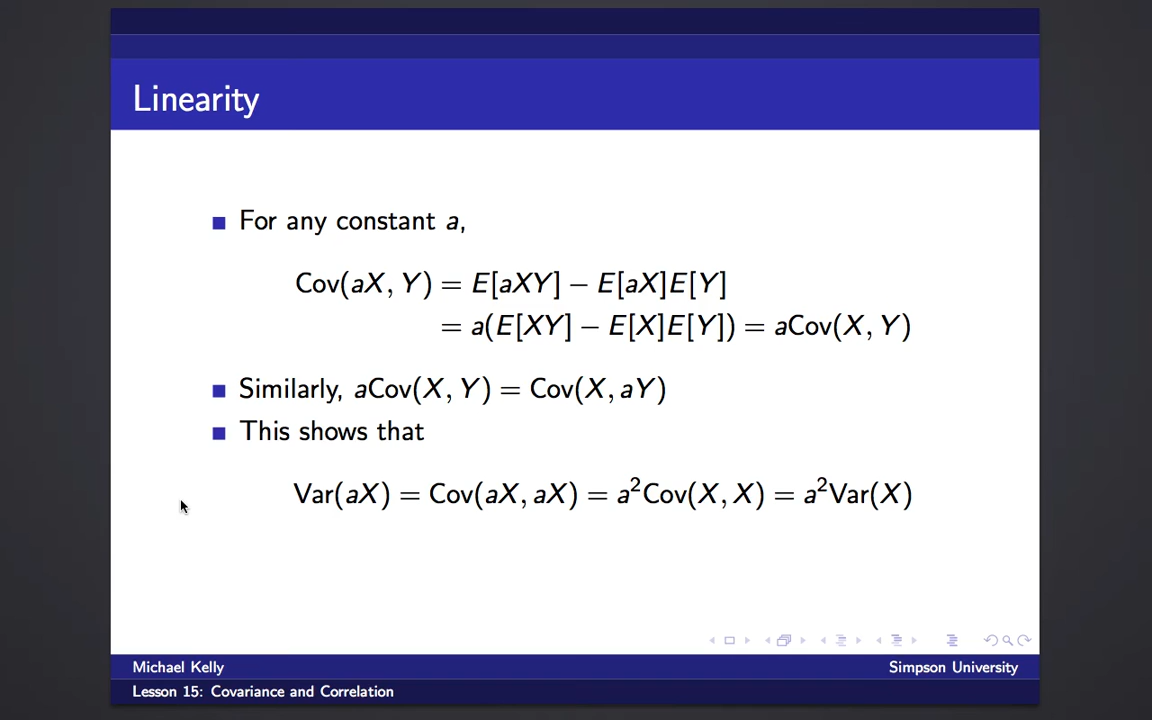 Linearity
For any constant a,
Cov(aX, Y) = E[aXY] − E[aX]E[Y]
= a(E[XY] − E[X]E[Y]) = aCov(X, Y)
Similarly, aCov(X, Y) = Cov(X, aY)
This shows that
Var(aX) = Cov(aX, aX) = a²Cov(X, X) = a²Var(X)
Michael Kelly
Simpson University
Lesson 15: Covariance and Correlation